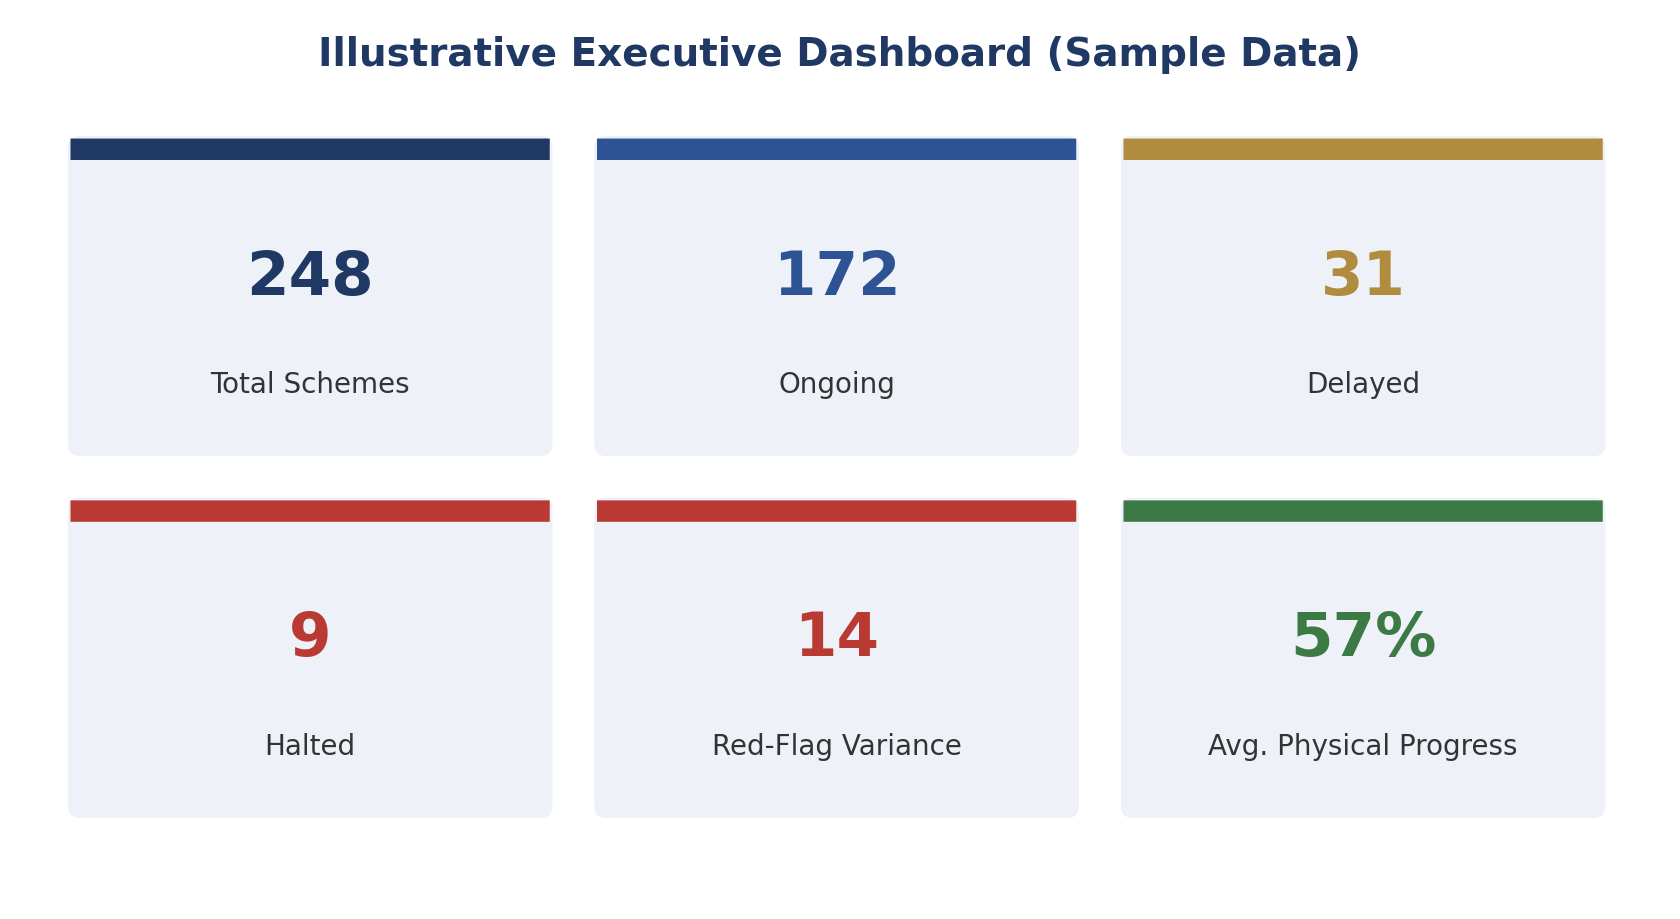 Illustrative Executive Dashboard (Sample Data)
248
Total Schemes
172
Ongoing
31
Delayed
9
Halted
14
Red-Flag Variance
57%
Avg. Physical Progress